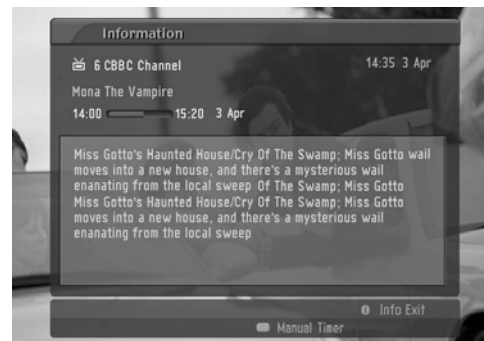 Information
6 CBBC Channel 14:35 3 Apr
Mona The Vampire
14:00 15:20 3 Apr
Miss Gotto's Haunted House/Cry Of The Swamp; Miss Gotto wail
moves into a new house, and there's a mysterious wail
enanating from the local sweep Of The Swamp; Miss Gotto
Miss Gotto's Haunted House/Cry Of The Swamp; Miss Gotto
moves into a new house, and there's a mysterious wail
enanating from the local sweep
i Info Exit
Manual Timer